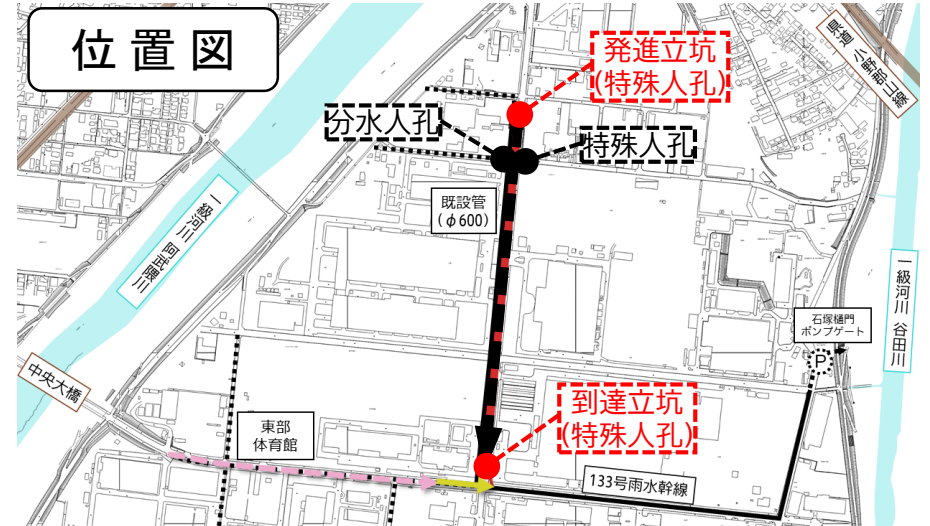 位置図
発進立坑
(特殊人孔)
県道 小野郡山線
分水人孔
特殊人孔
既設管
(φ600)
一級河川 阿武隈川
一級河川 谷田川
石塚樋門
ポンプゲート
P
中央大橋
到達立坑
(特殊人孔)
東部
体育館
133号雨水幹線